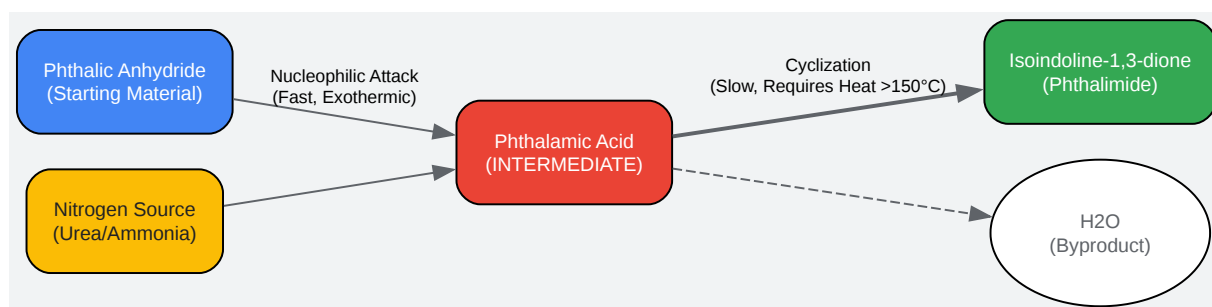 Phthalic Anhydride
(Starting Material)
Nucleophilic Attack
(Fast, Exothermic)
Nitrogen Source
(Urea/Ammonia)
Phthalamic Acid
(INTERMEDIATE)
Cyclization
(Slow, Requires Heat >150°C)
Isoindoline-1,3-dione
(Phthalimide)
H2O
(Byproduct)